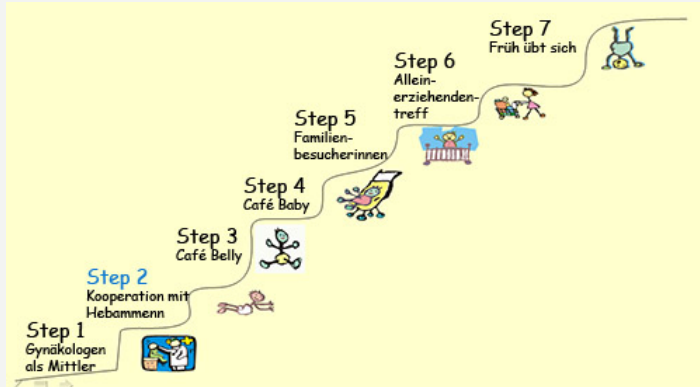 Step 7
Früh übt sich
Step 6
Allein-
erziehenden-
treff
Step 5
Familien-
besucherinnen
Step 4
Café Baby
Step 3
Café Belly
Step 2
Kooperation mit
Hebammenn
Step 1
Gynäkologen
als Mittler